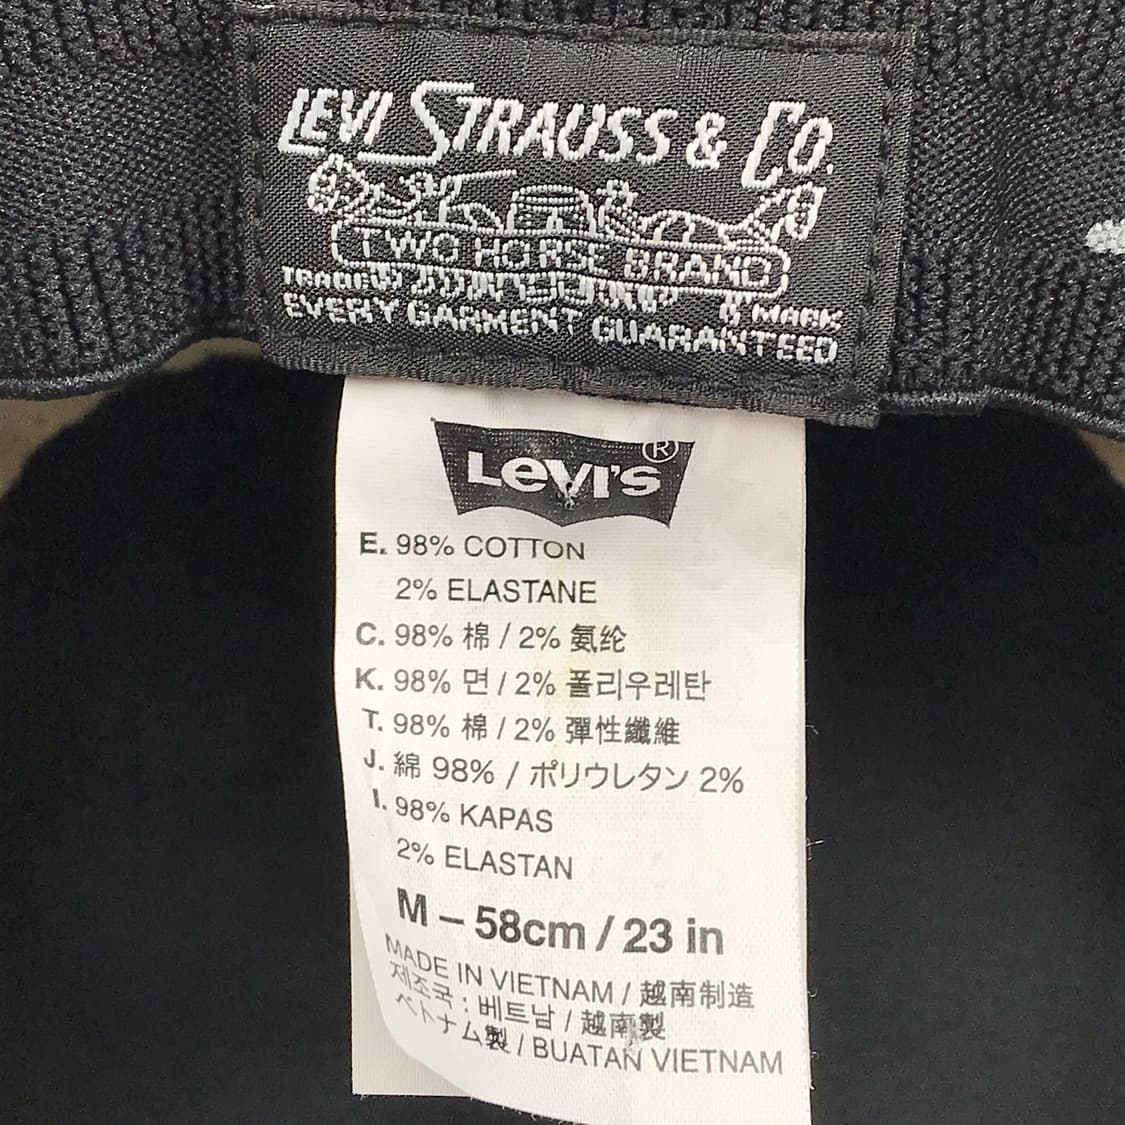 LEVI STRAUSS & CO.
TWO HORSE BRAND
TRADE MARK
EVERY GARMENT GUARANTEED
LEVI'S®
E. 98% COTTON
2% ELASTANE
C. 98% 棉 / 2% 氨纶
K. 98% 면 / 2% 폴리우레탄
T. 98% 棉 / 2% 彈性纖維
J. 綿 98% / ポリウレタン 2%
I. 98% KAPAS
2% ELASTAN
M – 58cm / 23 in
MADE IN VIETNAM / 越南制造
제조국 : 베트남 / 越南製
ベトナム製 / BUATAN VIETNAM